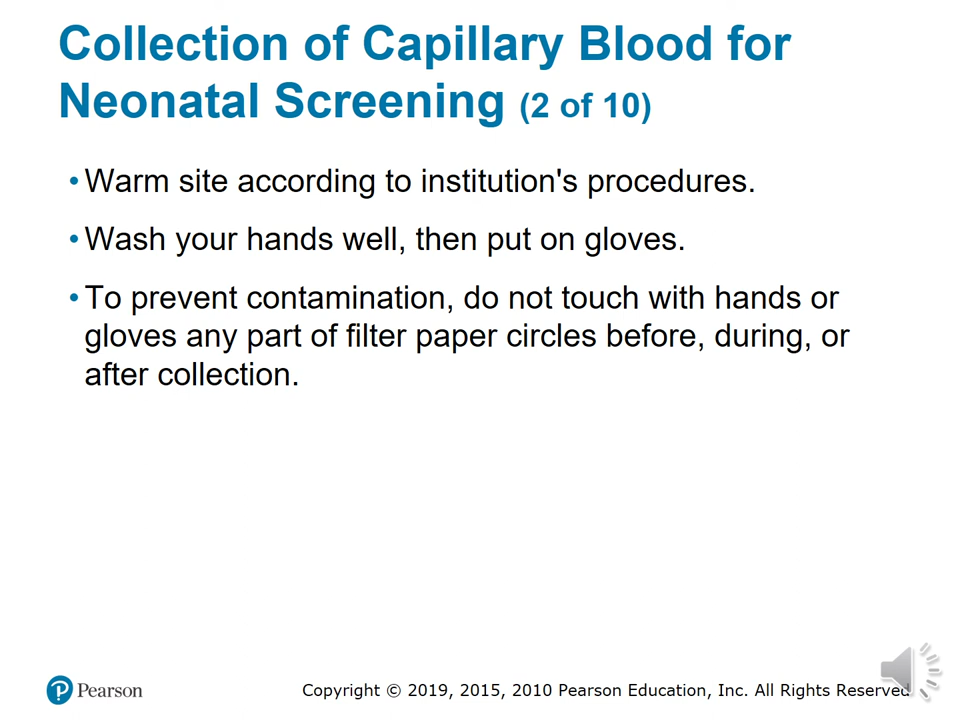 Collection of Capillary Blood for
Neonatal Screening (2 of 10)
• Warm site according to institution's procedures.
• Wash your hands well, then put on gloves.
• To prevent contamination, do not touch with hands or
gloves any part of filter paper circles before, during, or
after collection.
Pearson
Copyright © 2019, 2015, 2010 Pearson Education, Inc. All Rights Reserved